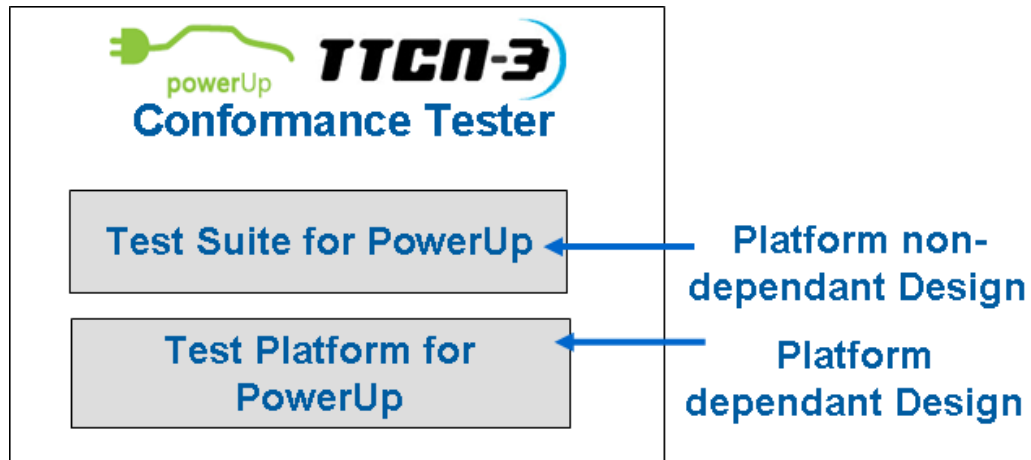 powerUp
TTCN-3
Conformance Tester
Test Suite for PowerUp
Platform non-
dependant Design
Test Platform for
PowerUp
Platform
dependant Design